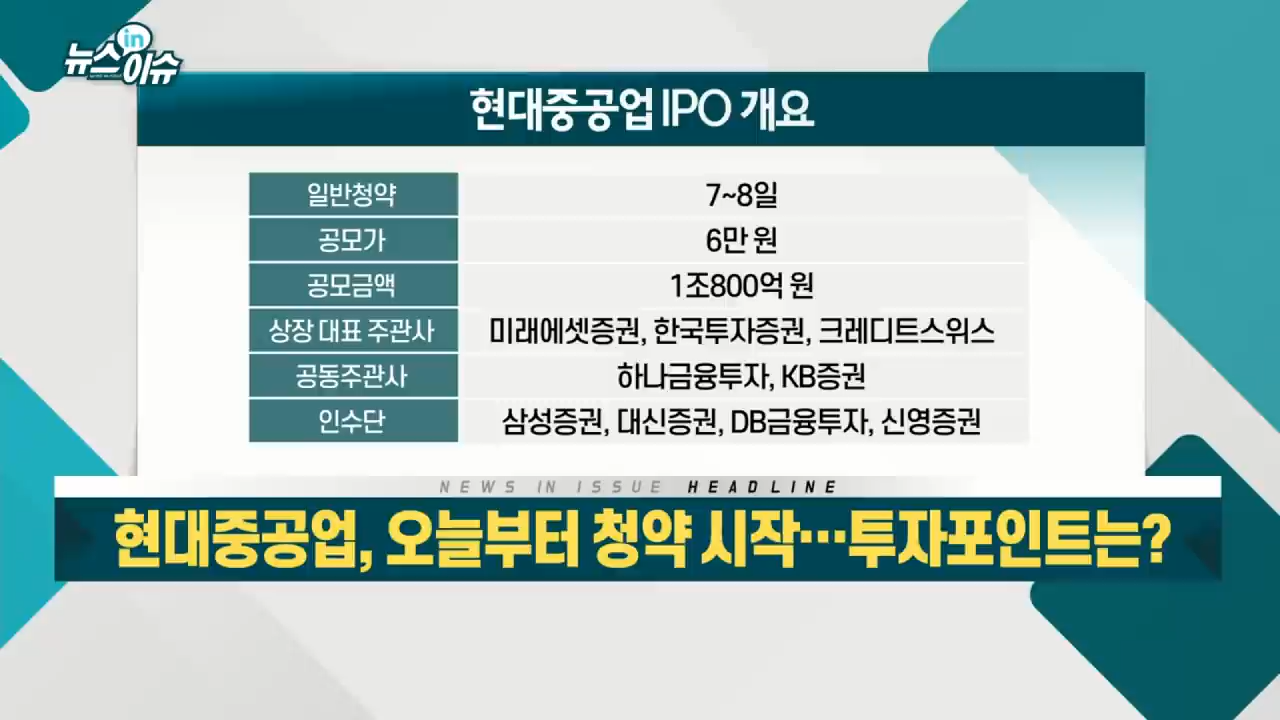 뉴스in이슈
현대중공업 IPO 개요
일반청약 7~8일
공모가 6만 원
공모금액 1조800억 원
상장 대표 주관사 미래에셋증권, 한국투자증권, 크레디트스위스
공동주관사 하나금융투자, KB증권
인수단 삼성증권, 대신증권, DB금융투자, 신영증권
NEWS IN ISSUE HEADLINE
현대중공업, 오늘부터 청약 시작…투자포인트는?